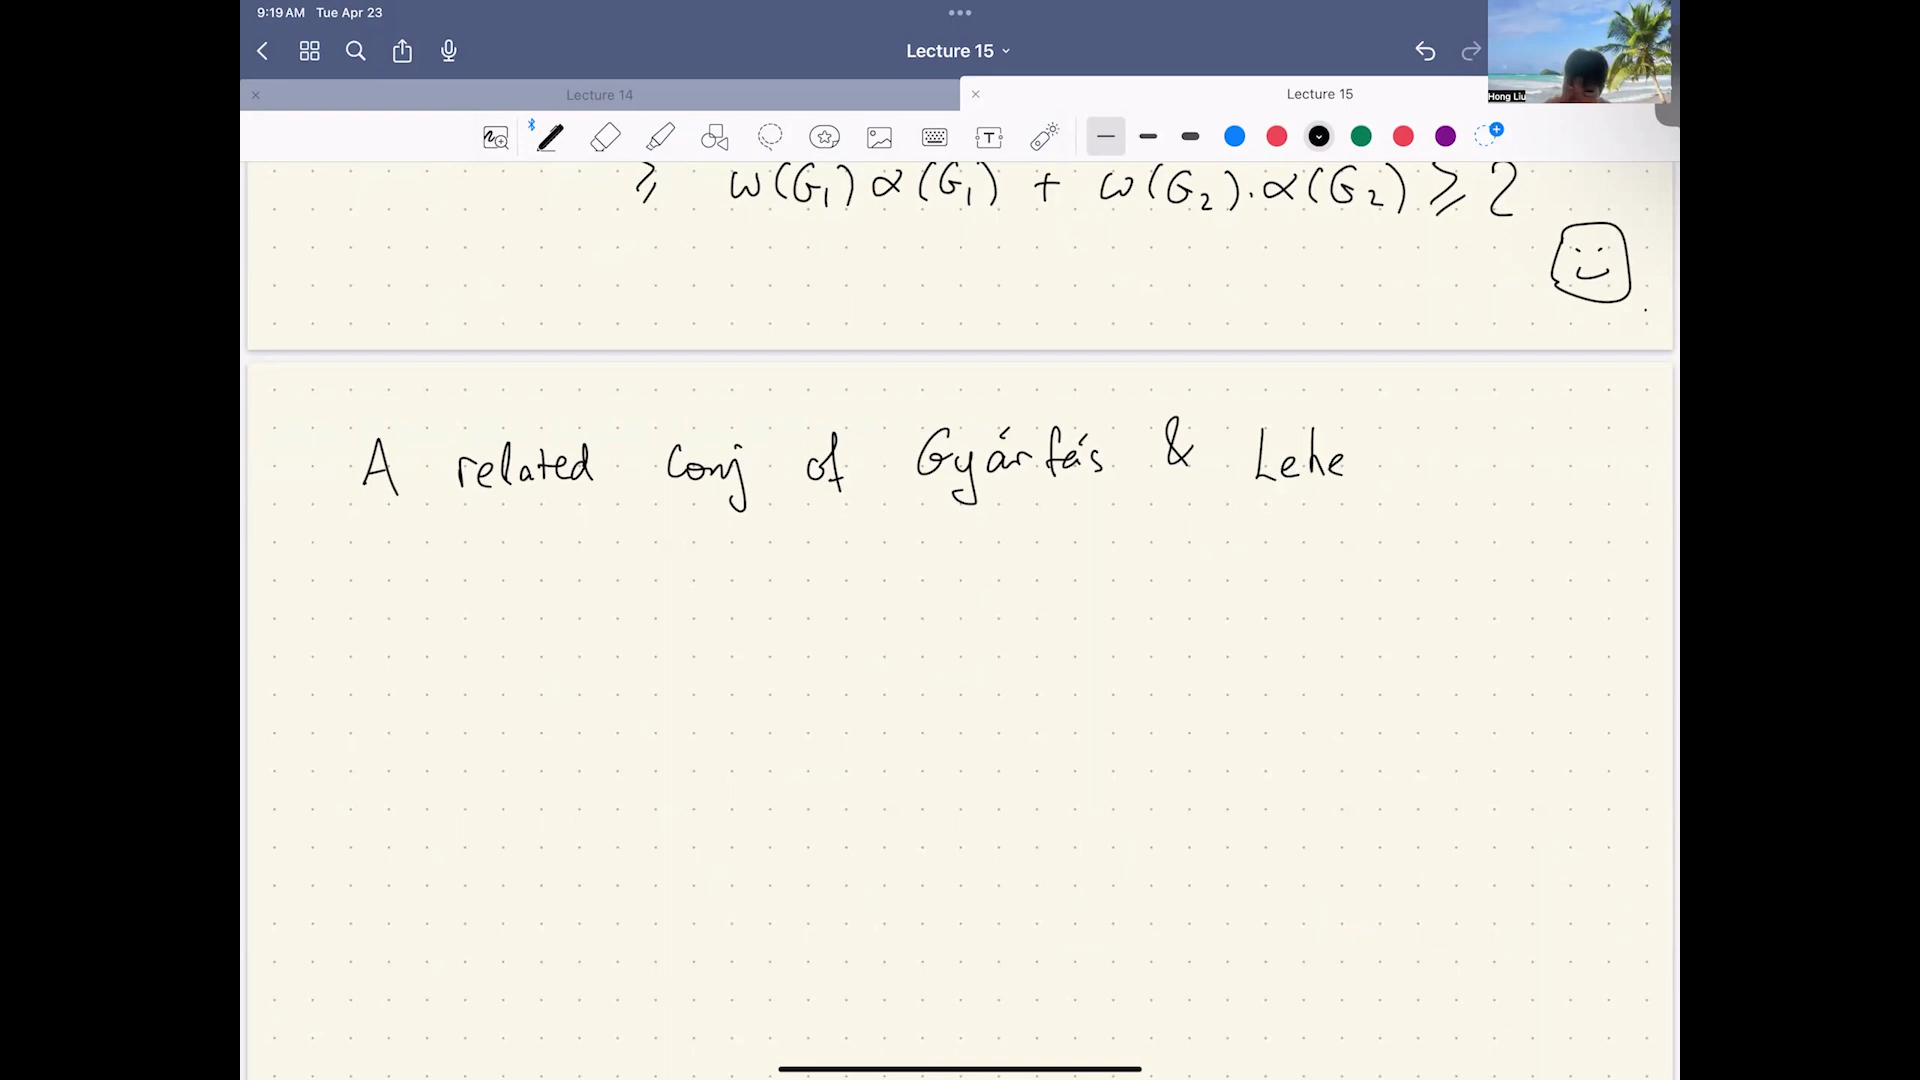 9:19 AM Tue Apr 23
Lecture 15
Hong Liu
Lecture 14
Lecture 15
≥ ω(G₁) α(G₁) + ω(G₂).α(G₂) ≥ 2
A related Conj of Gyárfás & Lehe